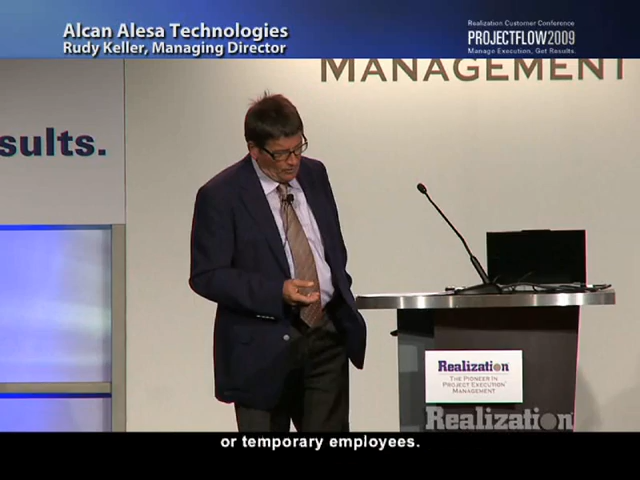 Alcan Alesa Technologies
Rudy Keller, Managing Director
Realization Customer Conference
PROJECTFLOW2009
Manage Execution, Get Results.
MANAGEMENT
sults.
Realization
THE PIONEER IN
PROJECT EXECUTION
MANAGEMENT
Realization
or temporary employees.